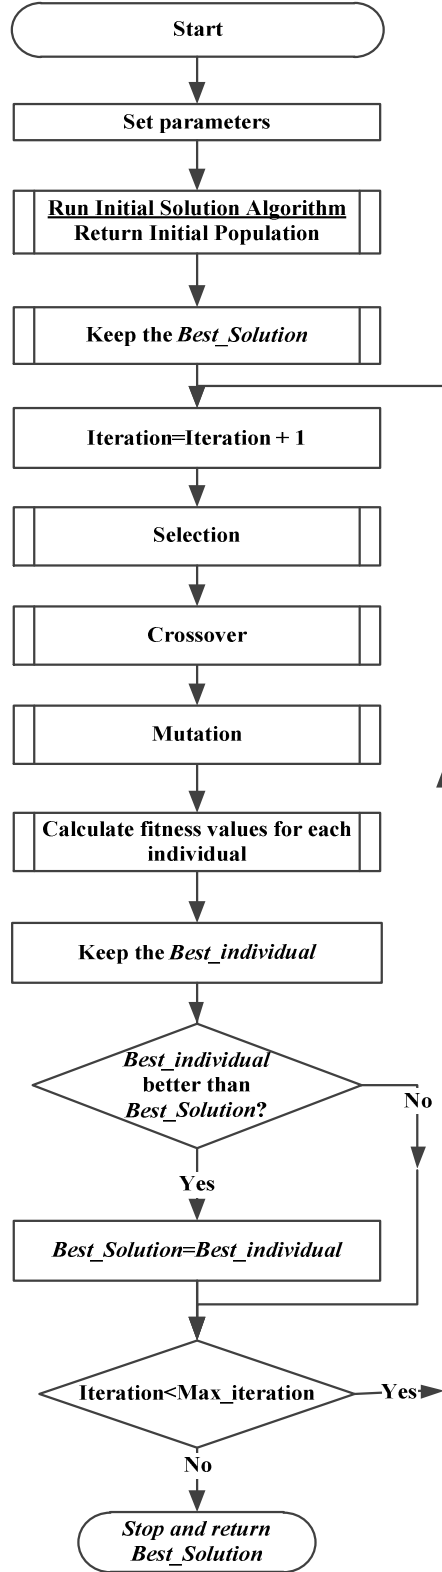 Start
Set parameters
Run Initial Solution Algorithm
Return Initial Population
Keep the Best_Solution
Iteration=Iteration + 1
Selection
Crossover
Mutation
Calculate fitness values for each
individual
Keep the Best_individual
Best_individual
better than
Best_Solution?
No
Yes
Best_Solution=Best_individual
Iteration<Max_iteration
Yes
No
Stop and return
Best_Solution